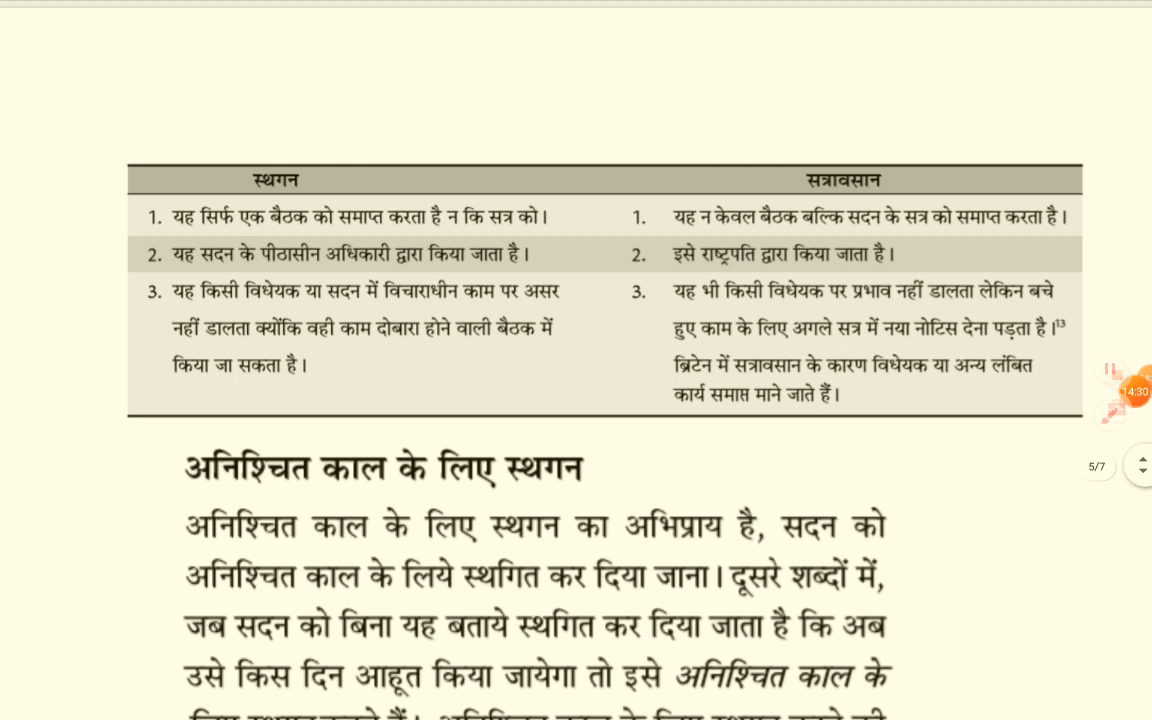 स्थगन
सत्रावसान
1. यह सिर्फ एक बैठक को समाप्त करता है न कि सत्र को।
1. यह न केवल बैठक बल्कि सदन के सत्र को समाप्त करता है।
2. यह सदन के पीठासीन अधिकारी द्वारा किया जाता है।
2. इसे राष्ट्रपति द्वारा किया जाता है।
3. यह किसी विधेयक या सदन में विचाराधीन काम पर असर
नहीं डालता क्योंकि वही काम दोबारा होने वाली बैठक में
किया जा सकता है।
3. यह भी किसी विधेयक पर प्रभाव नहीं डालता लेकिन बचे
हुए काम के लिए अगले सत्र में नया नोटिस देना पड़ता है।13
ब्रिटेन में सत्रावसान के कारण विधेयक या अन्य लंबित
कार्य समाप्त माने जाते हैं।
14:30
5/7
अनिश्चित काल के लिए स्थगन
अनिश्चित काल के लिए स्थगन का अभिप्राय है, सदन को
अनिश्चित काल के लिये स्थगित कर दिया जाना। दूसरे शब्दों में,
जब सदन को बिना यह बताये स्थगित कर दिया जाता है कि अब
उसे किस दिन आहूत किया जायेगा तो इसे अनिश्चित काल के